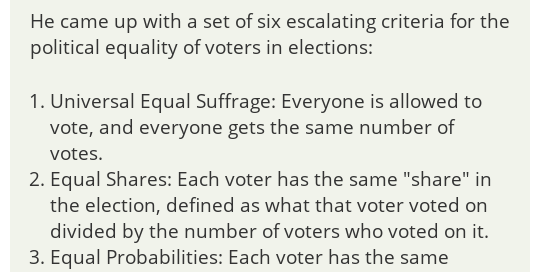 He came up with a set of six escalating criteria for the
political equality of voters in elections:
1. Universal Equal Suffrage: Everyone is allowed to
vote, and everyone gets the same number of
votes.
2. Equal Shares: Each voter has the same "share" in
the election, defined as what that voter voted on
divided by the number of voters who voted on it.
3. Equal Probabilities: Each voter has the same